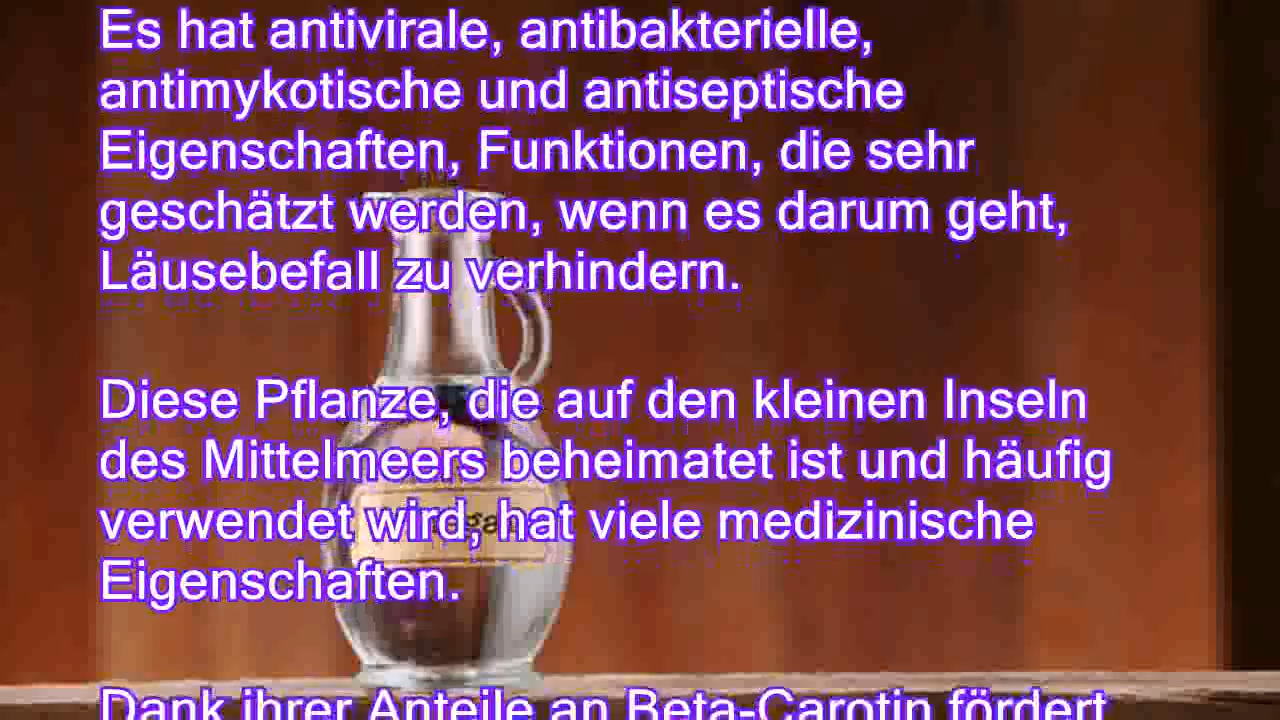 Es hat antivirale, antibakterielle,
antimykotische und antiseptische
Eigenschaften, Funktionen, die sehr
geschätzt werden, wenn es darum geht,
Läusebefall zu verhindern.
Diese Pflanze, die auf den kleinen Inseln
des Mittelmeers beheimatet ist und häufig
verwendet wird, hat viele medizinische
Eigenschaften.
Dank ihrer Anteile an Beta-Carotin fördert